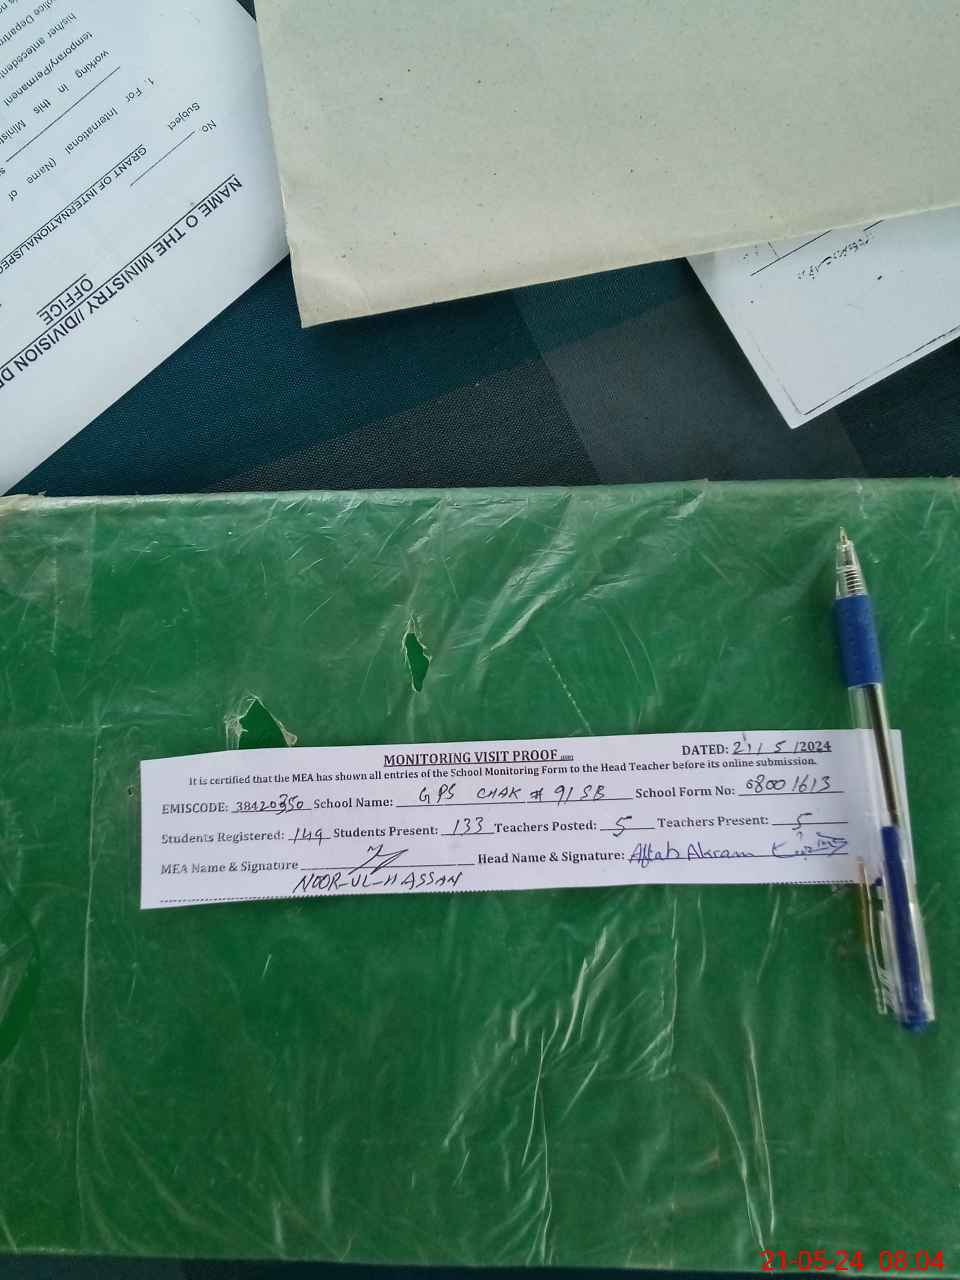 olice Departm
his/her antecedent
temporary/Permanent
working in this Minist
1. For International (Name of
Subject
No.
GRANT OF INTERNATIONAL/SPEC
NAME O THE MINISTRY //DIVISION DE
OFFICE
MONITORING VISIT PROOF
DATED: 21/ 5 /2024
It is certified that the MEA has shown all entries of the School Monitoring Form to the Head Teacher before its online submission.
EMISCODE: 38420350 School Name: GPS CHAK # 91 SB School Form No: 68001613
Students Registered: 149 Students Present: 133 Teachers Posted: 5 Teachers Present: 5
MEA Name & Signature Head Name & Signature: Aftab Akram
NOOR-UL-HASSAN
21-05-24 08:04